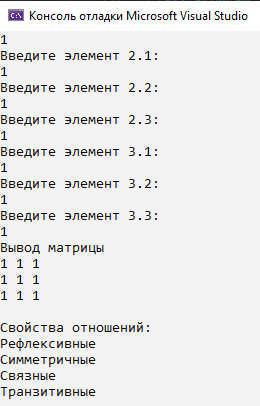 Консоль отладки Microsoft Visual Studio
1
Введите элемент 2.1:
1
Введите элемент 2.2:
1
Введите элемент 2.3:
1
Введите элемент 3.1:
1
Введите элемент 3.2:
1
Введите элемент 3.3:
1
Вывод матрицы
1 1 1
1 1 1
1 1 1
Свойства отношений:
Рефлексивные
Симметричные
Связные
Транзитивные